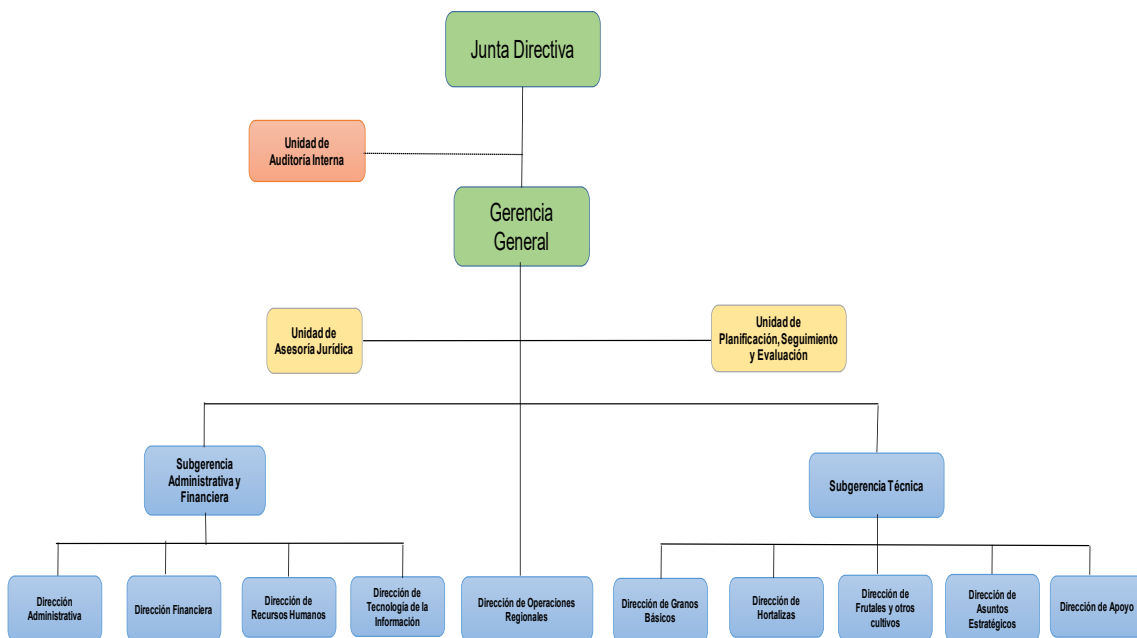 Junta Directiva
Unidad de
Auditoría Interna
Gerencia
General
Unidad de
Asesoría Jurídica
Unidad de
Planificación, Seguimiento
y Evaluación
Subgerencia
Administrativa y
Financiera
Subgerencia Técnica
Dirección
Administrativa
Dirección Financiera
Dirección de
Recursos Humanos
Dirección de
Tecnología de la
Información
Dirección de Operaciones
Regionales
Dirección de Granos
Básicos
Dirección de
Hortalizas
Dirección de
Frutales y otros
cultivos
Dirección de
Asuntos
Estratégicos
Dirección de Apoyo